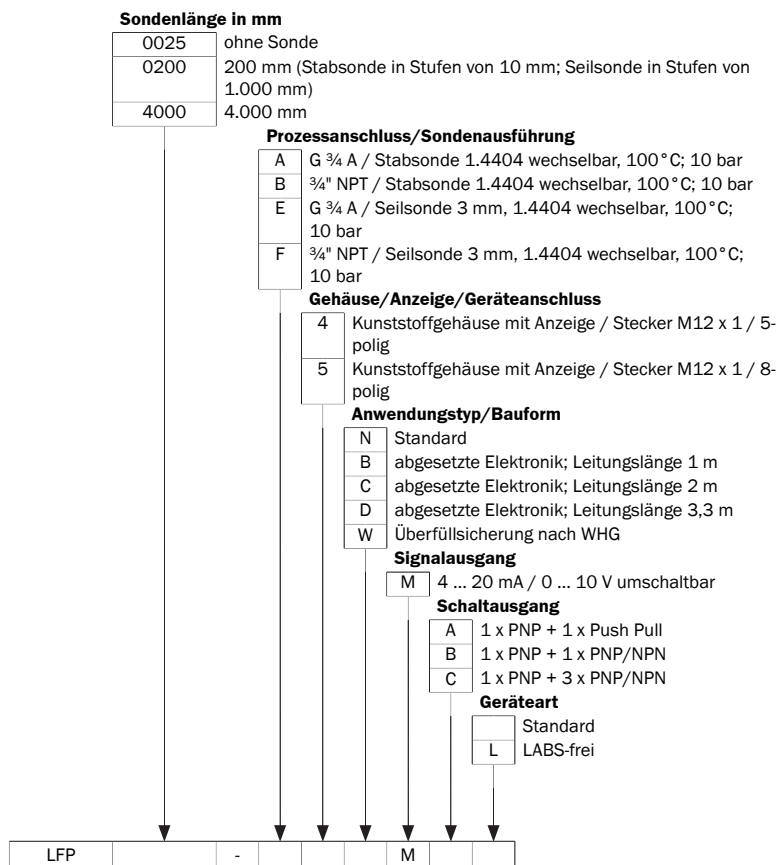 Sondenlänge in mm
0025 ohne Sonde
0200 200 mm (Stabsonde in Stufen von 10 mm; Seilsonde in Stufen von
1.000 mm)
4000 4.000 mm
Prozessanschluss/Sondenausführung
A G ¾ A / Stabsonde 1.4404 wechselbar, 100°C; 10 bar
B ¾" NPT / Stabsonde 1.4404 wechselbar, 100°C; 10 bar
E G ¾ A / Seilsonde 3 mm, 1.4404 wechselbar, 100°C;
10 bar
F ¾" NPT / Seilsonde 3 mm, 1.4404 wechselbar, 100°C;
10 bar
Gehäuse/Anzeige/Geräteanschluss
4 Kunststoffgehäuse mit Anzeige / Stecker M12 x 1 / 5-
polig
5 Kunststoffgehäuse mit Anzeige / Stecker M12 x 1 / 8-
polig
Anwendungstyp/Bauform
N Standard
B abgesetzte Elektronik; Leitungslänge 1 m
C abgesetzte Elektronik; Leitungslänge 2 m
D abgesetzte Elektronik; Leitungslänge 3,3 m
W Überfüllsicherung nach WHG
Signalausgang
M 4 ... 20 mA / 0 ... 10 V umschaltbar
Schaltausgang
A 1 x PNP + 1 x Push Pull
B 1 x PNP + 1 x PNP/NPN
C 1 x PNP + 3 x PNP/NPN
Geräteart
Standard
L LABS-frei
LFP - M